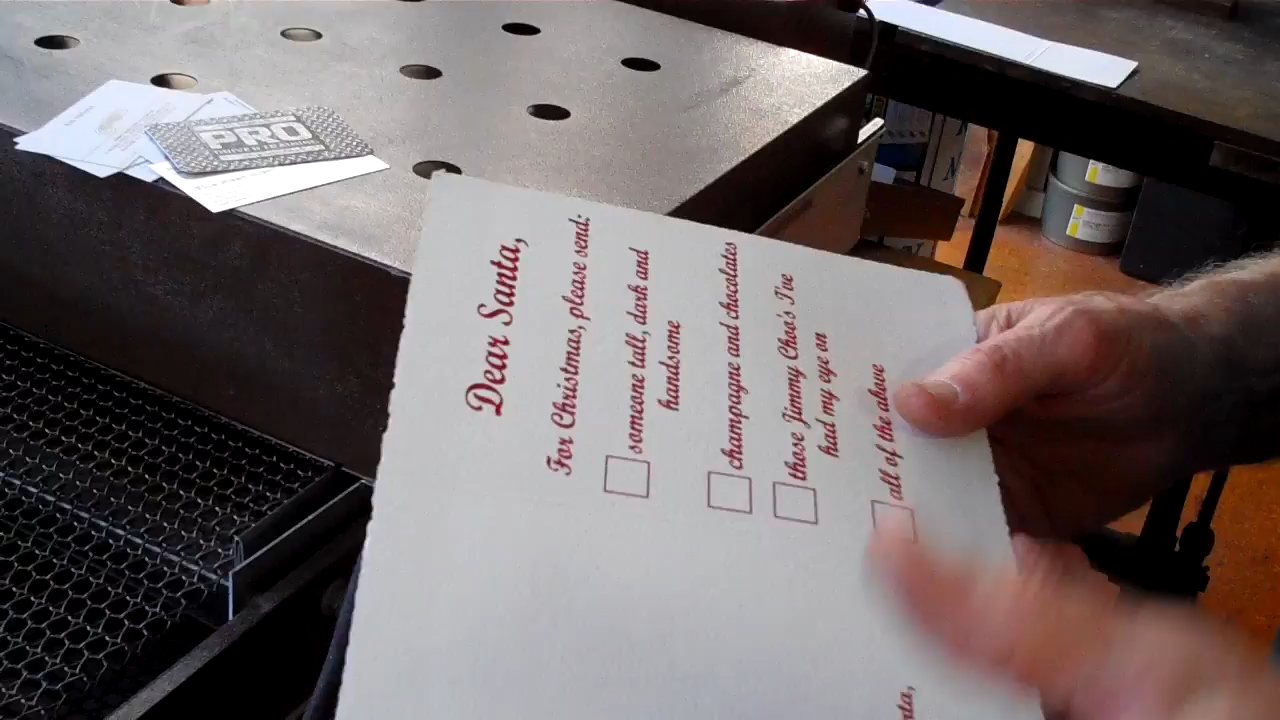 PRO
Dear Santa,
For Christmas, please send:
someone tall, dark and
handsome
champagne and chocolates
those Jimmy Choo's I've
had my eye on
all of the above